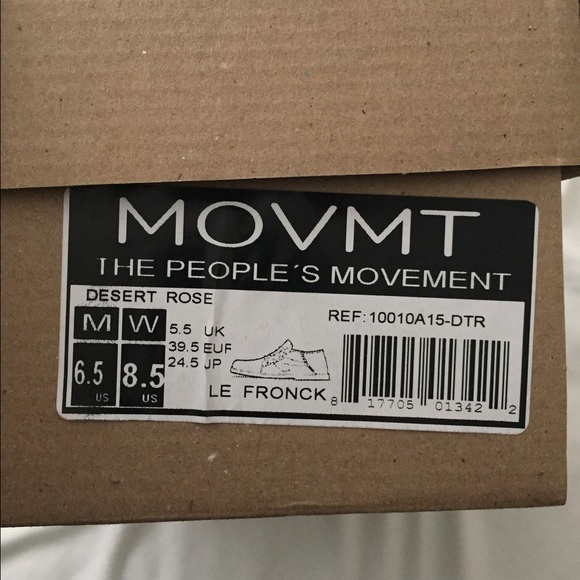 MOVMT
THE PEOPLE´S MOVEMENT
DESERT ROSE
REF:10010A15-DTR
M W
6.5 US
8.5 US
5.5 UK
39.5 EUR
24.5 JP
LE FRONCK
8 17705 01342 2